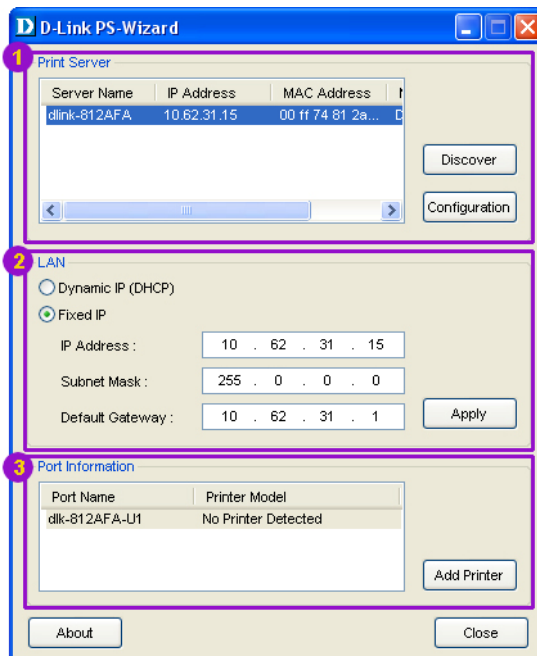 D D-Link PS-Wizard
1
Print Server
Server Name IP Address MAC Address
dlink-812AFA 10.62.31.15 00 ff 74 81 2a... D
Discover
Configuration
2
LAN
Dynamic IP (DHCP)
Fixed IP
IP Address : 10 . 62 . 31 . 15
Subnet Mask : 255 . 0 . 0 . 0
Default Gateway : 10 . 62 . 31 . 1
Apply
3
Port Information
Port Name Printer Model
dlk-812AFA-U1 No Printer Detected
Add Printer
About Close